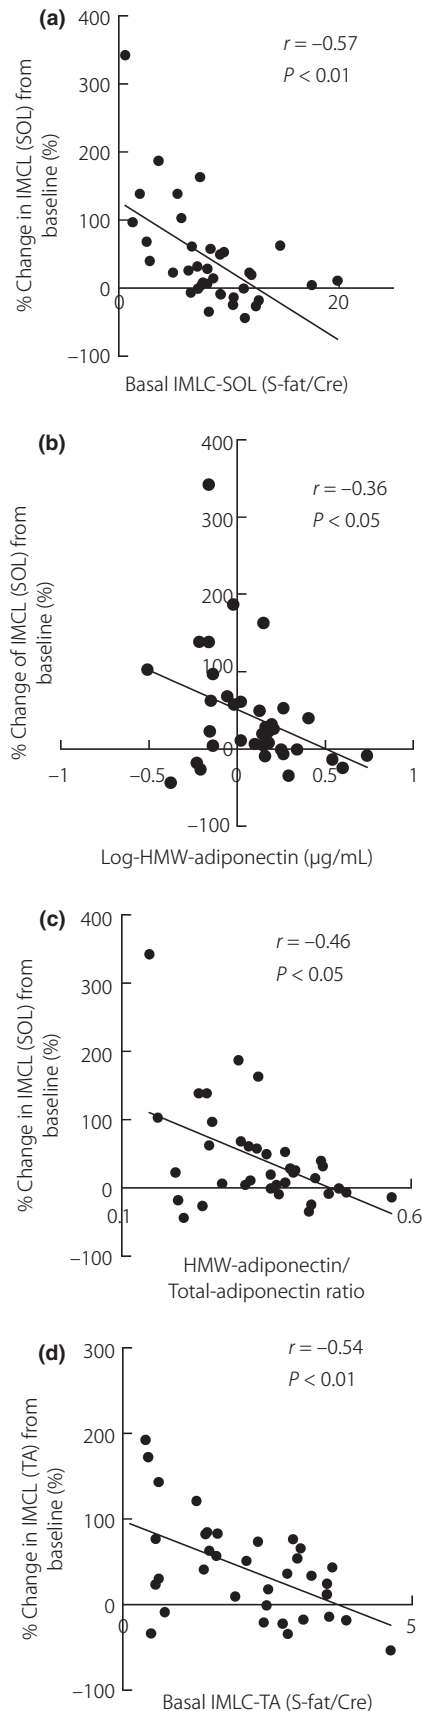 (a)
400
300
200
100
0
−100
% Change in IMCL (SOL) from
baseline (%)
r = −0.57
P < 0.01
0
20
Basal IMLC-SOL (S-fat/Cre)
(b)
400
300
200
100
0
−100
% Change of IMCL (SOL) from
baseline (%)
r = −0.36
P < 0.05
−1
−0.5
0
0.5
1
Log-HMW-adiponectin (µg/mL)
(c)
400
300
200
100
0
−100
% Change in IMCL (SOL) from
baseline (%)
r = −0.46
P < 0.05
0.1
0.6
HMW-adiponectin/
Total-adiponectin ratio
(d)
300
200
100
0
−100
% Change in IMCL (TA) from
baseline (%)
r = −0.54
P < 0.01
0
5
Basal IMLC-TA (S-fat/Cre)